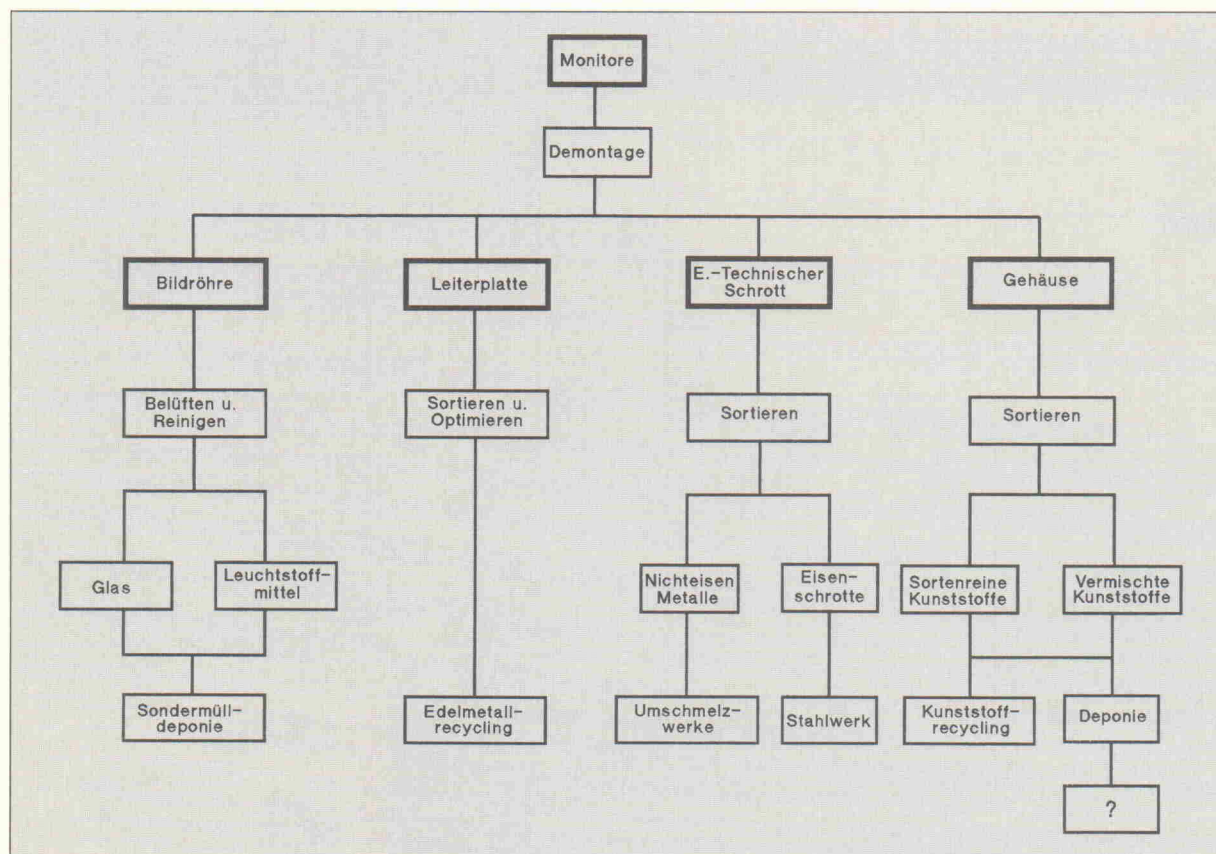 Monitore
Demontage
Bildröhre
Leiterplatte
E.-Technischer
Schrott
Gehäuse
Belüften u.
Reinigen
Sortieren u.
Optimieren
Sortieren
Sortieren
Glas
Leuchtstoff-
mittel
Nichteisen
Metalle
Eisen-
schrotte
Sortenreine
Kunststoffe
Vermischte
Kunststoffe
Sondermüll-
deponie
Edelmetall-
recycling
Umschmelz-
werke
Stahlwerk
Kunststoff-
recycling
Deponie
?